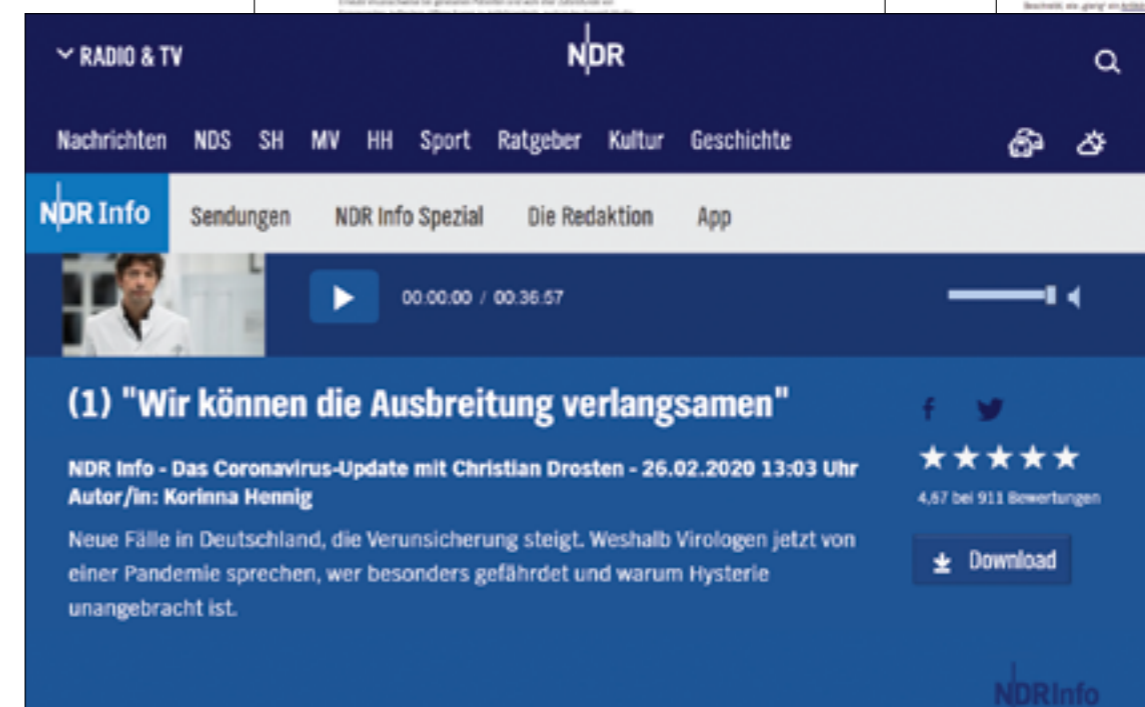 RADIO & TV
NDR
Nachrichten NDS SH MV HH Sport Ratgeber Kultur Geschichte
NDR Info Sendungen NDR Info Spezial Die Redaktion App
00:00:00 / 00:36:57
(1) "Wir können die Ausbreitung verlangsamen"
NDR Info - Das Coronavirus-Update mit Christian Drosten - 26.02.2020 13:03 Uhr
Autor/in: Korinna Hennig
4,67 bei 911 Bewertungen
Neue Fälle in Deutschland, die Verunsicherung steigt. Weshalb Virologen jetzt von
einer Pandemie sprechen, wer besonders gefährdet und warum Hysterie
unangebracht ist.
Download
NDR Info